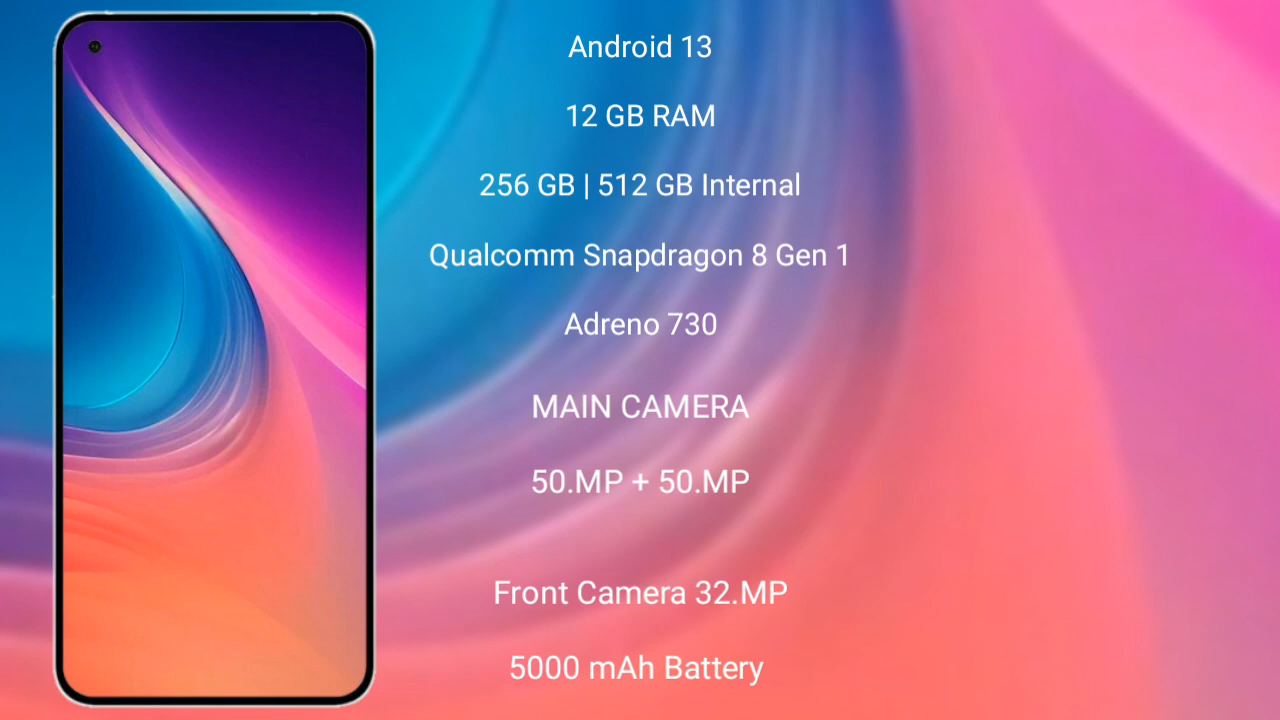 Android 13
12 GB RAM
256 GB | 512 GB Internal
Qualcomm Snapdragon 8 Gen 1
Adreno 730
MAIN CAMERA
50.MP + 50.MP
Front Camera 32.MP
5000 mAh Battery